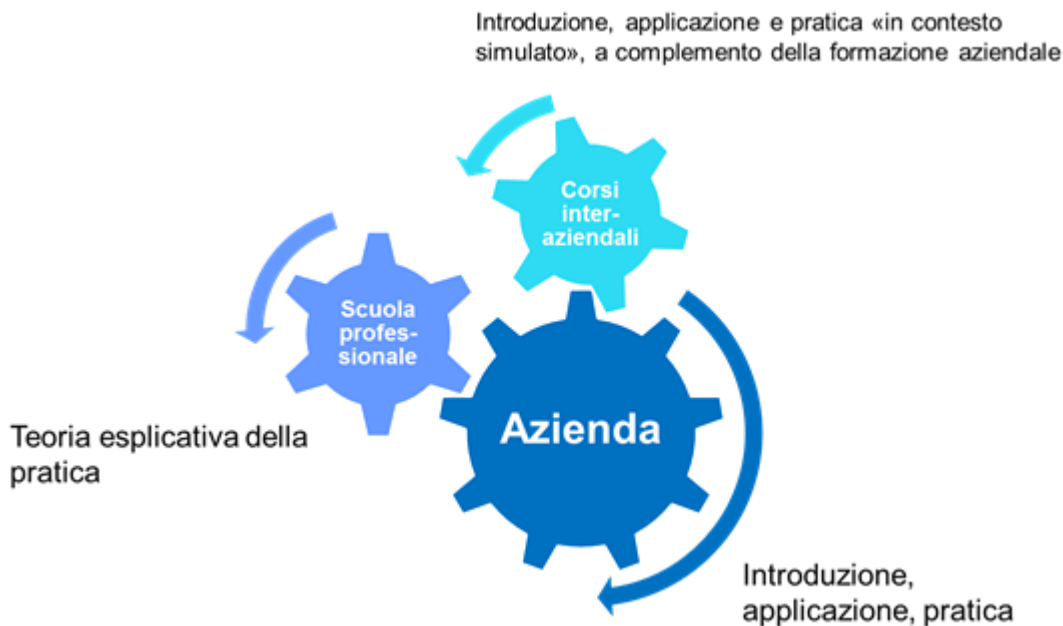 Introduzione, applicazione e pratica «in contesto
simulato», a complemento della formazione aziendale
Corsi
inter-
aziendali
Scuola
profes-
sionale
Azienda
Teoria esplicativa della
pratica
Introduzione,
applicazione, pratica